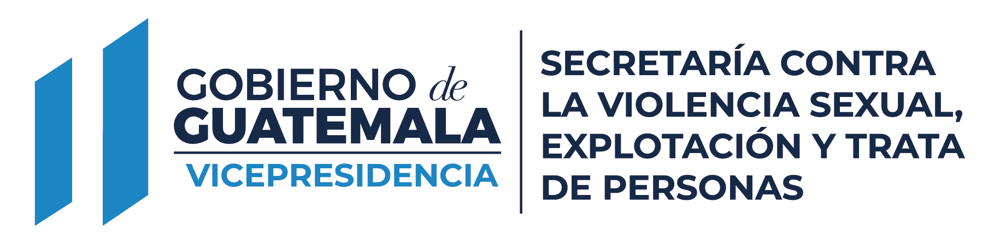 GOBIERNO de
GUATEMALA
VICEPRESIDENCIA
SECRETARÍA CONTRA
LA VIOLENCIA SEXUAL,
EXPLOTACIÓN Y TRATA
DE PERSONAS